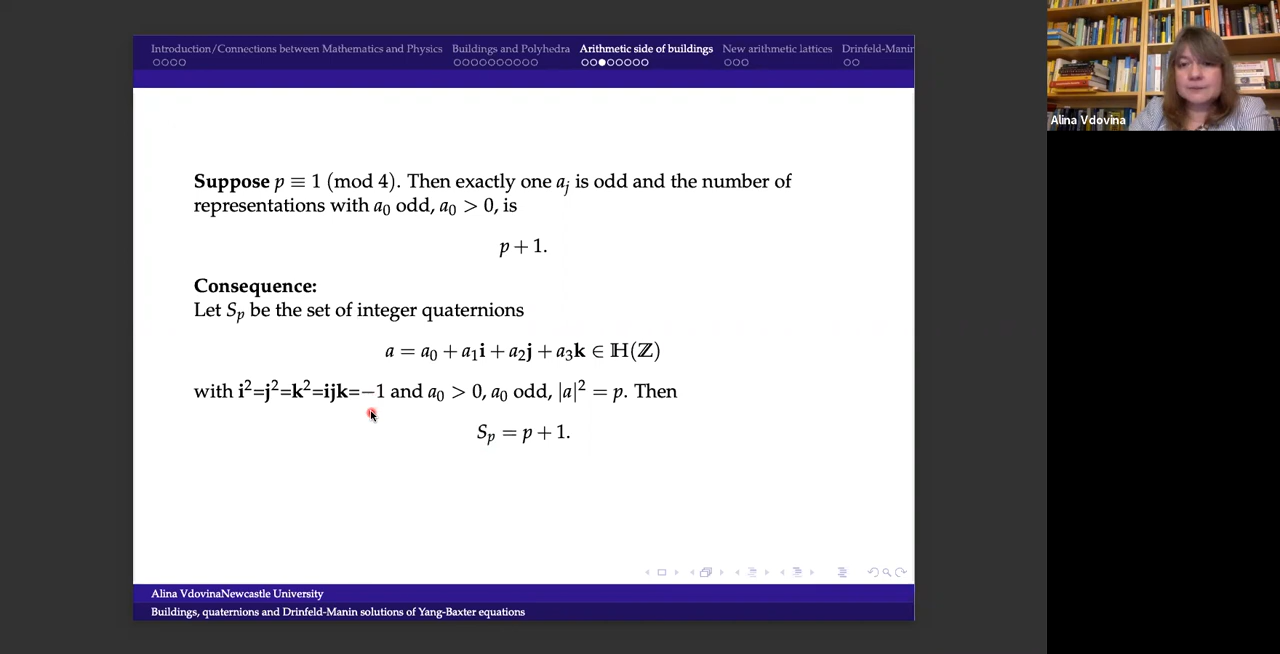 Introduction/Connections between Mathematics and Physics Buildings and Polyhedra Arithmetic side of buildings New arithmetic lattices Drinfeld-Manin
Suppose p ≡ 1 (mod 4). Then exactly one a_j is odd and the number of
representations with a_0 odd, a_0 > 0, is
p + 1.
Consequence:
Let S_p be the set of integer quaternions
a = a_0 + a_1i + a_2j + a_3k ∈ ℍ(ℤ)
with i²=j²=k²=ijk=−1 and a_0 > 0, a_0 odd, |a|² = p. Then
S_p = p + 1.
Alina VdovinaNewcastle University
Buildings, quaternions and Drinfeld-Manin solutions of Yang-Baxter equations
Alina Vdovina